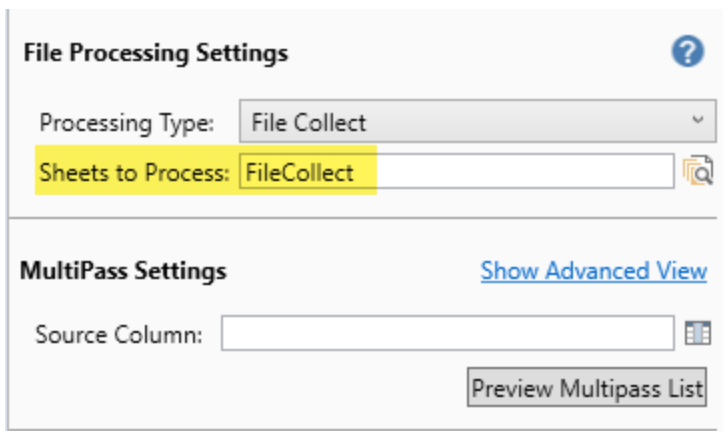 File Processing Settings ?
Processing Type: File Collect
Sheets to Process: FileCollect
MultiPass Settings Show Advanced View
Source Column:
Preview Multipass List